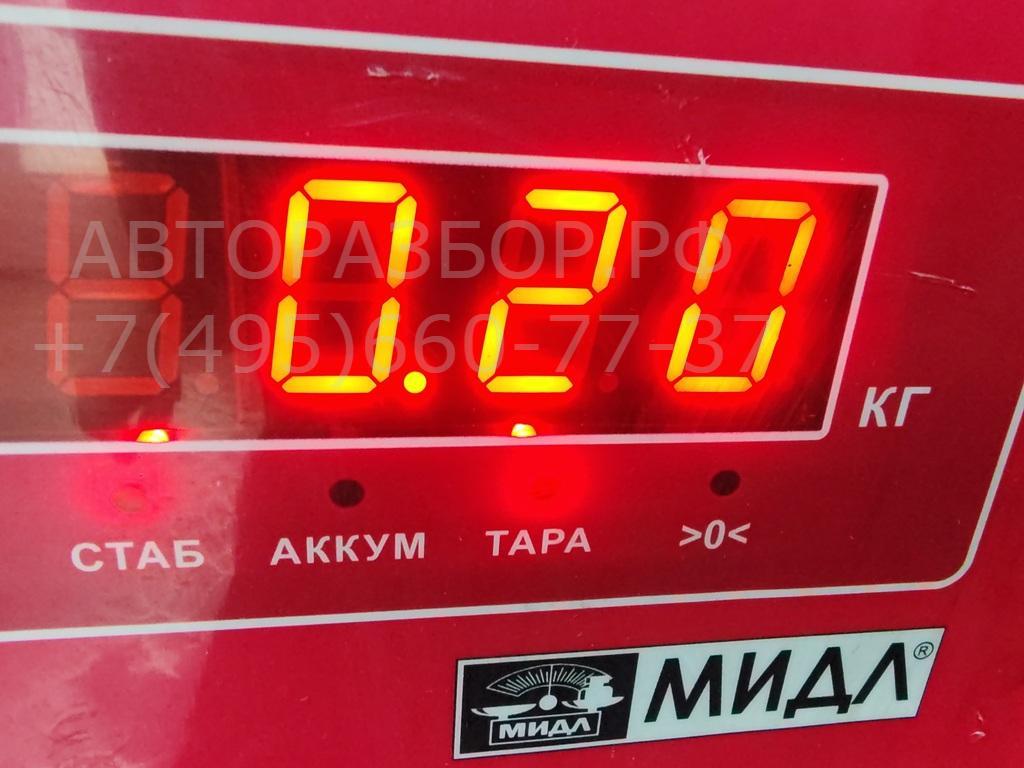 0.20
АВТОРАЗБОР.РФ
+7(495)660-77-37
КГ
СТАБ АККУМ ТАРА >0<
МИДЛ МИДЛ®